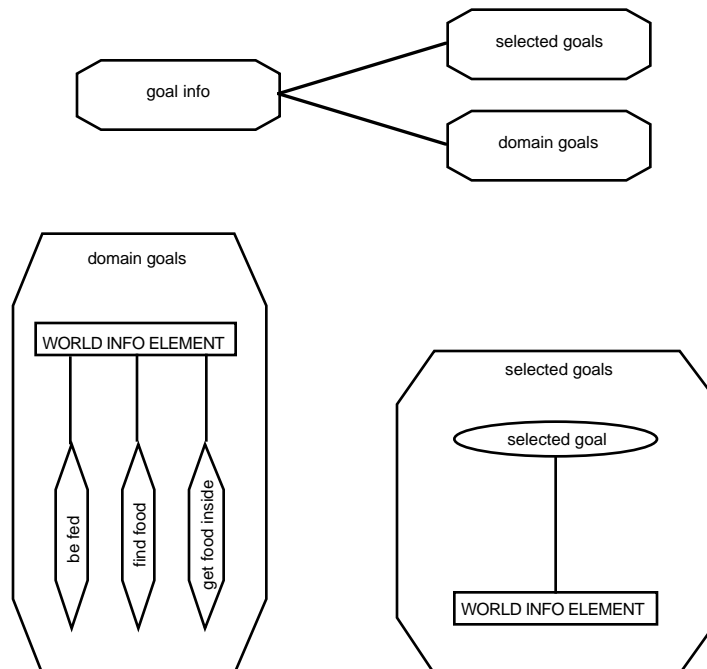 selected goals
goal info
domain goals
domain goals
WORLD INFO ELEMENT
be fed
find food
get food inside
selected goals
selected goal
WORLD INFO ELEMENT